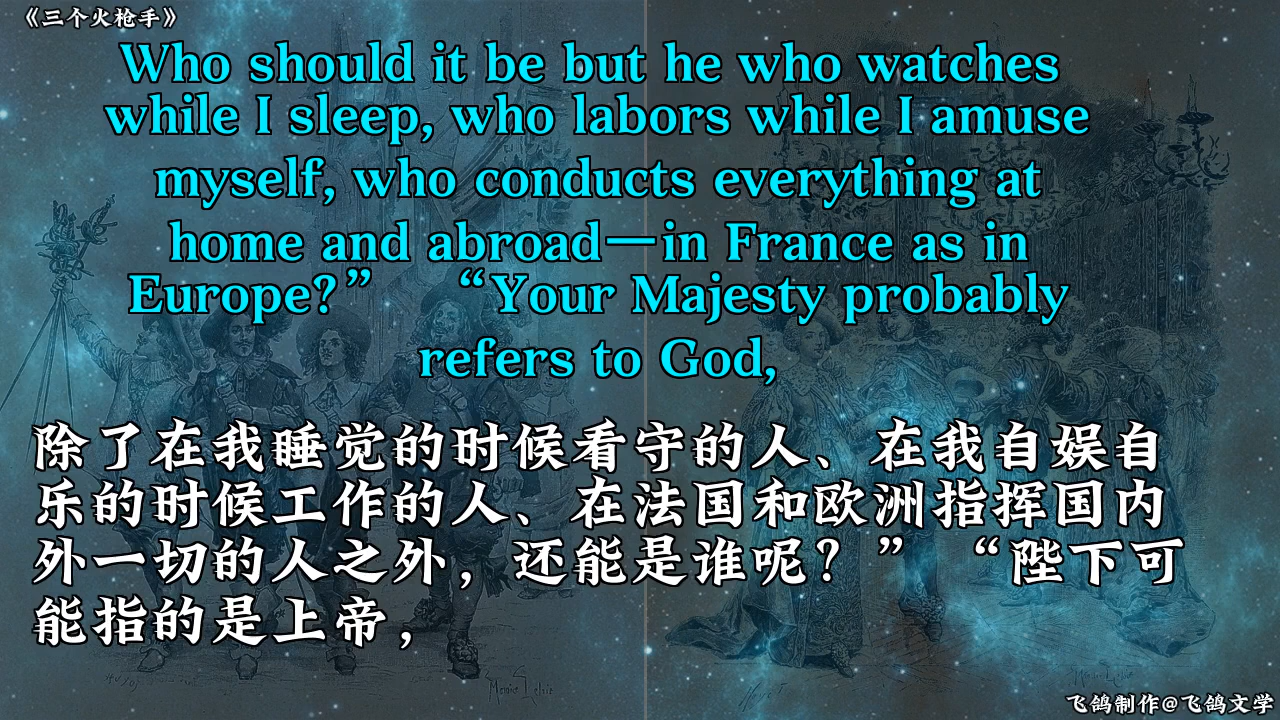 《三个火枪手》
Who should it be but he who watches
while I sleep, who labors while I amuse
myself, who conducts everything at
home and abroad—in France as in
Europe?” “Your Majesty probably
refers to God,
除了在我睡觉的时候看守的人、在我自娱自
乐的时候工作的人、在法国和欧洲指挥国内
外一切的人之外，还能是谁呢？” “陛下可
能指的是上帝，
飞鸽制作@飞鸽文学